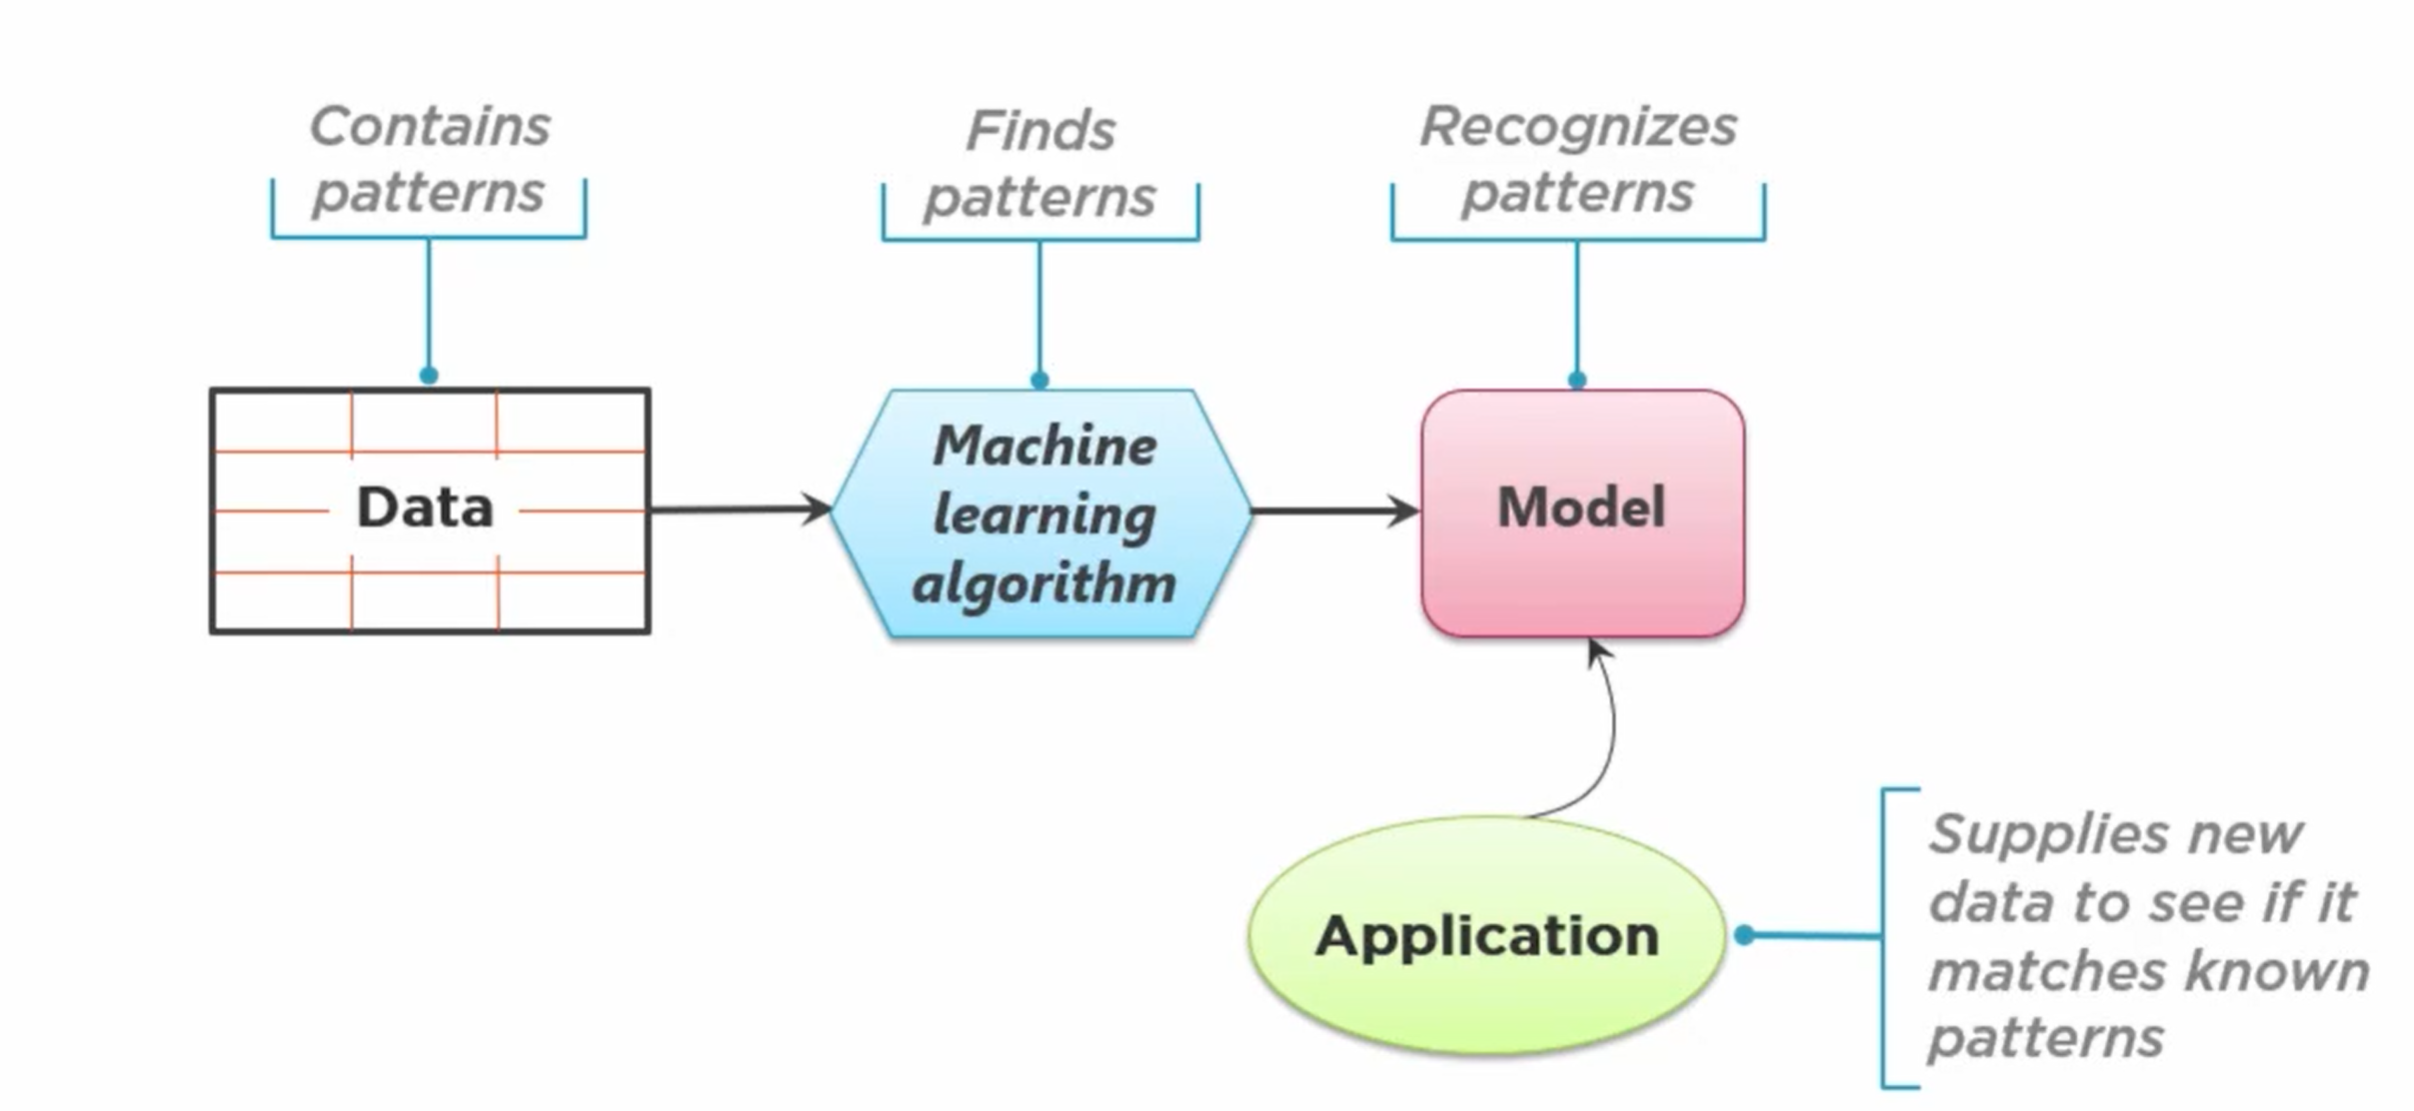 Contains
patterns
Finds
patterns
Recognizes
patterns
Data
Machine
learning
algorithm
Model
Application
Supplies new
data to see if it
matches known
patterns